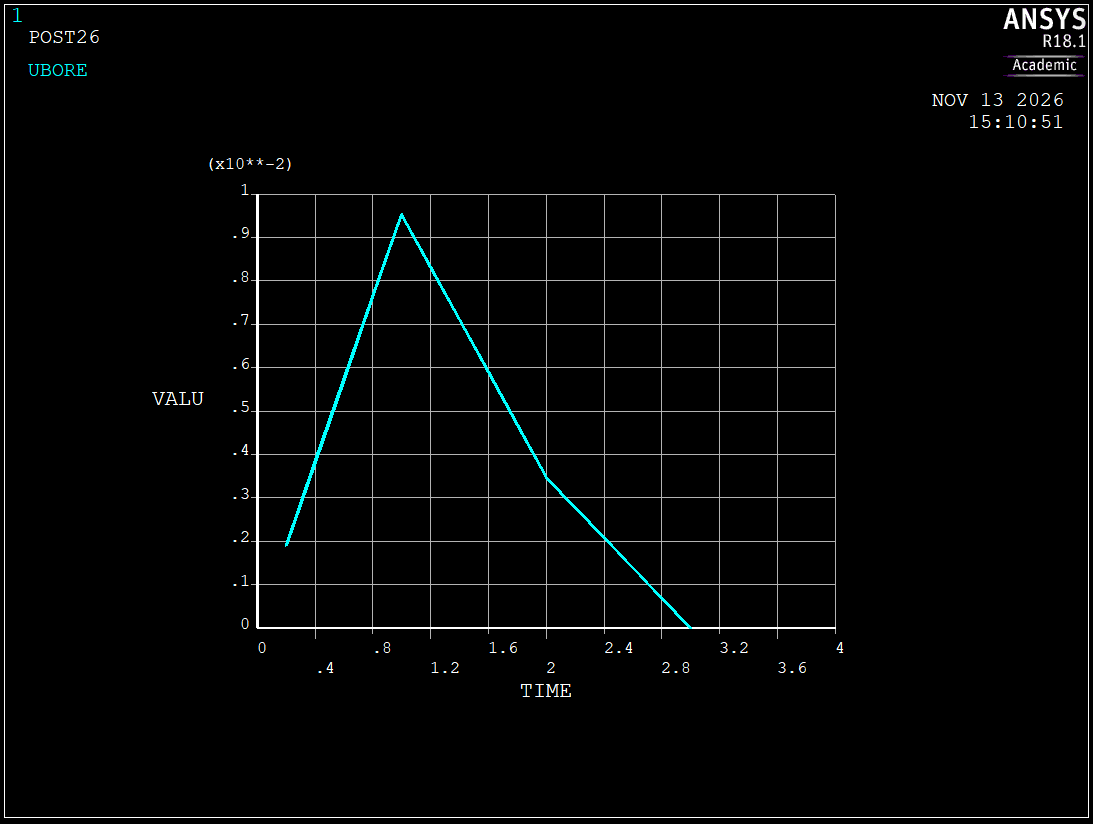 1
POST26
UBORE
ANSYS
R18.1
Academic
NOV 13 2026
15:10:51
(x10**-2)
1
.9
.8
.7
.6
.5
.4
.3
.2
.1
0
VALU
0 .8 1.6 2.4 3.2 4
.4 1.2 2 2.8 3.6
TIME